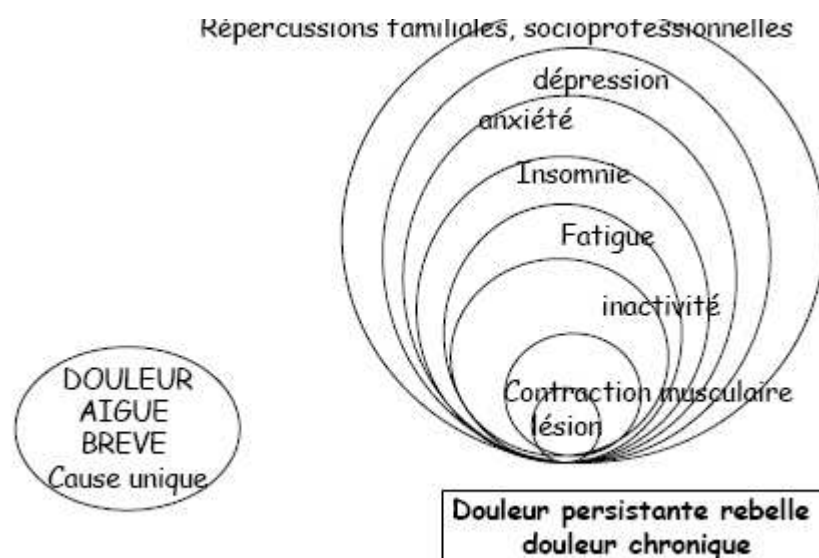 Répercussions familiales, socioprofessionnelles
dépression
anxiété
Insomnie
Fatigue
inactivité
Contraction musculaire
lésion
DOULEUR
AIGUE
BREVE
Cause unique
Douleur persistante rebelle
douleur chronique